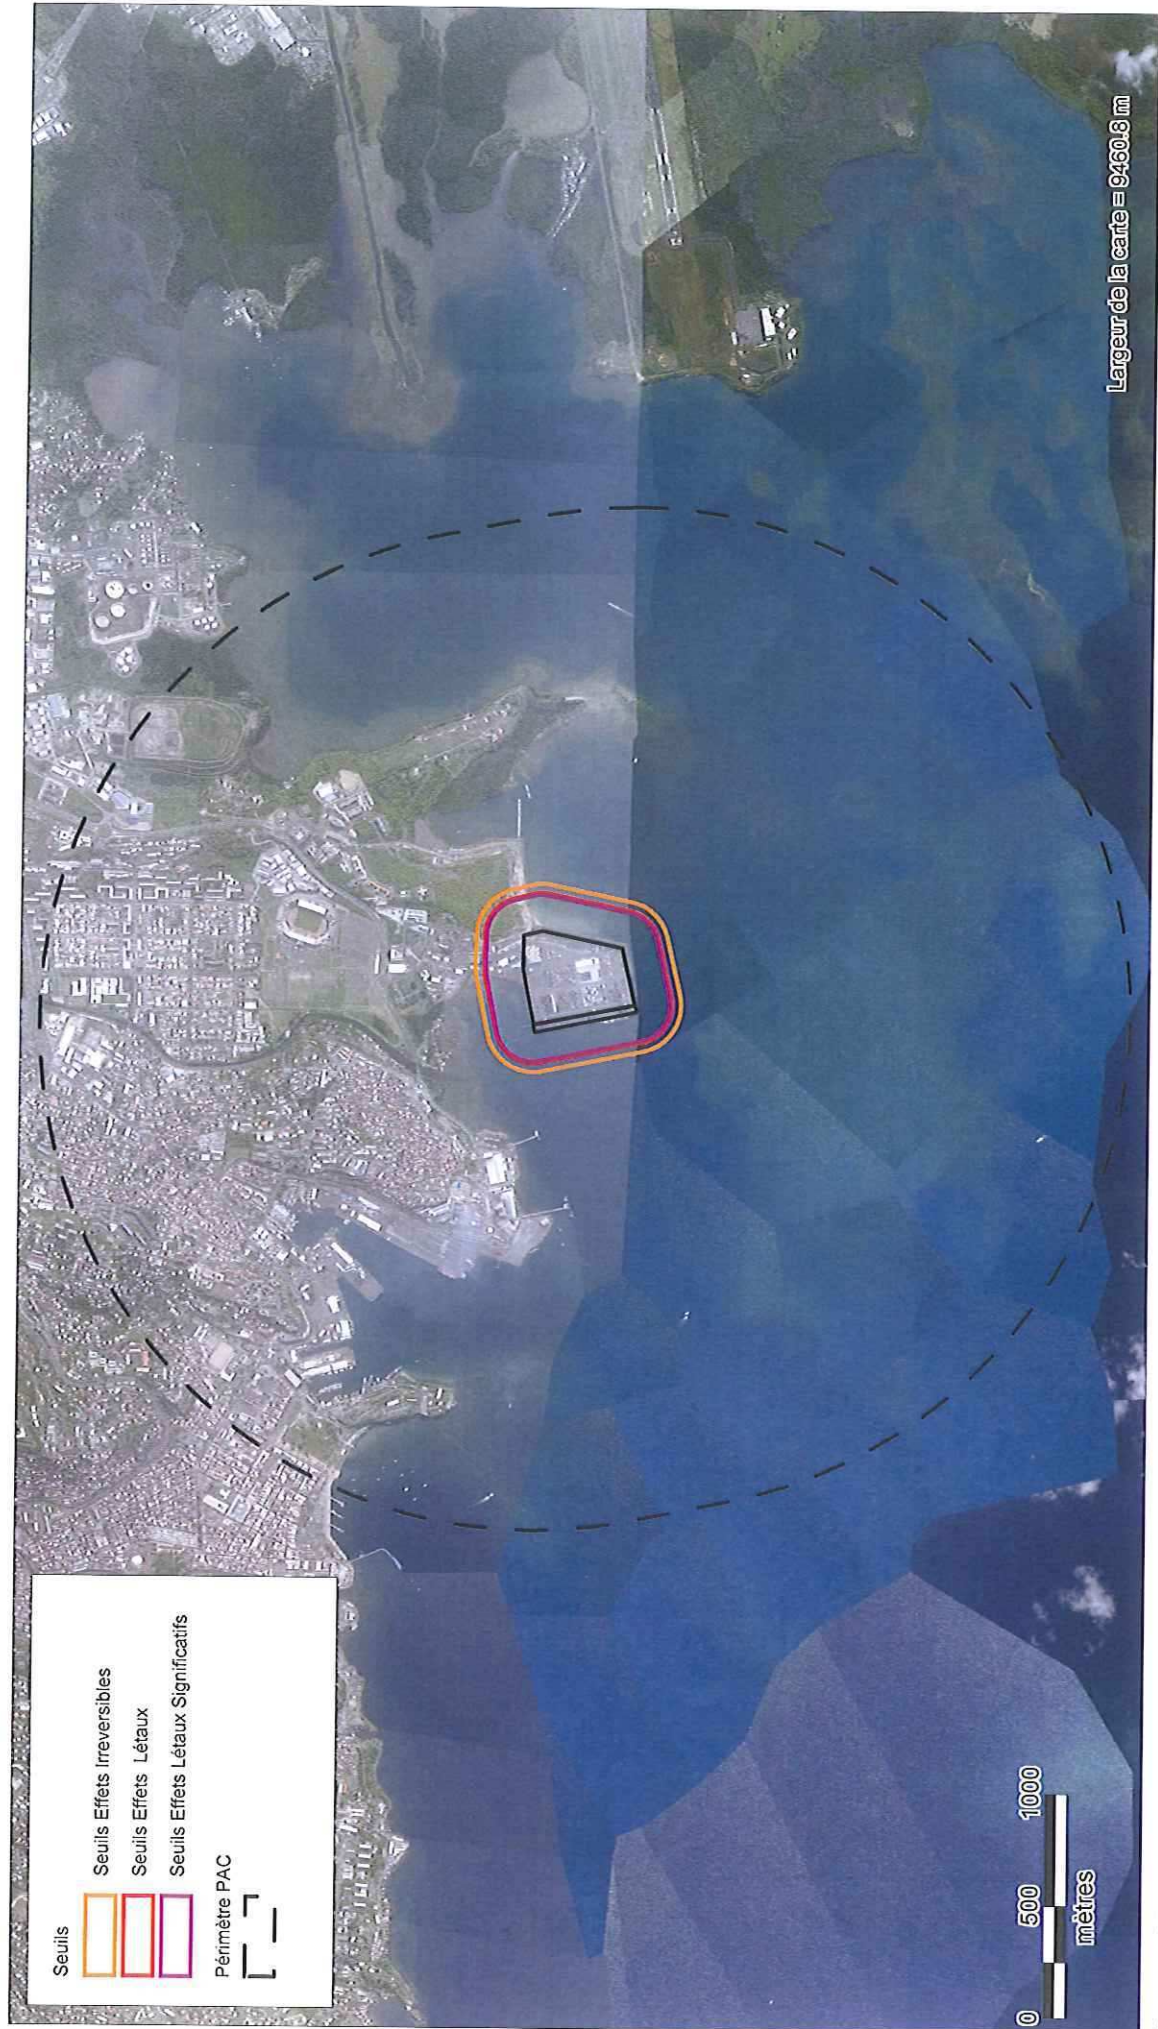 Seuils
Seuils Effets Irreversibles
Seuils Effets Létaux
Seuils Effets Létaux Significatifs
Périmètre PAC
0 500 1000
mètres
Largeur de la carte = 9460.8 m